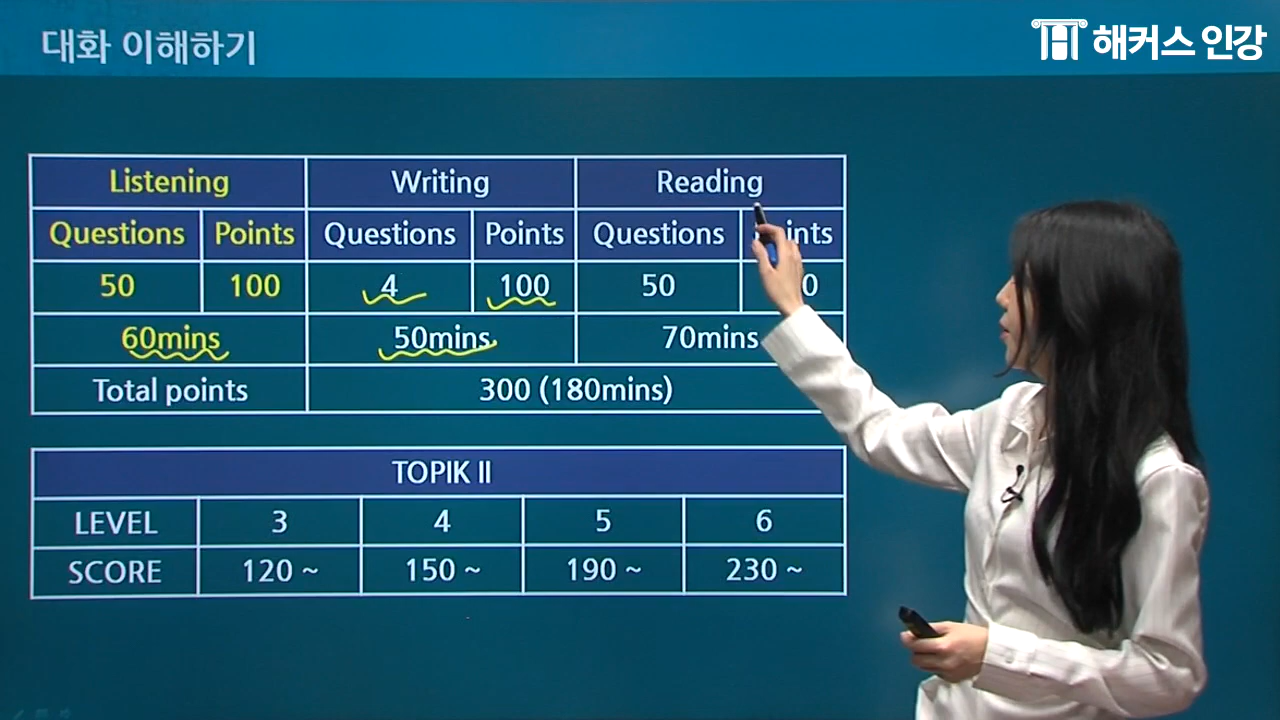 대화 이해하기
해커스 인강
Listening Writing Reading
Questions Points Questions Points Questions
50 100 4 100 50
60mins 50mins 70mins
Total points 300 (180mins)
TOPIK II
LEVEL 3 4 5 6
SCORE 120 ~ 150 ~ 190 ~ 230 ~